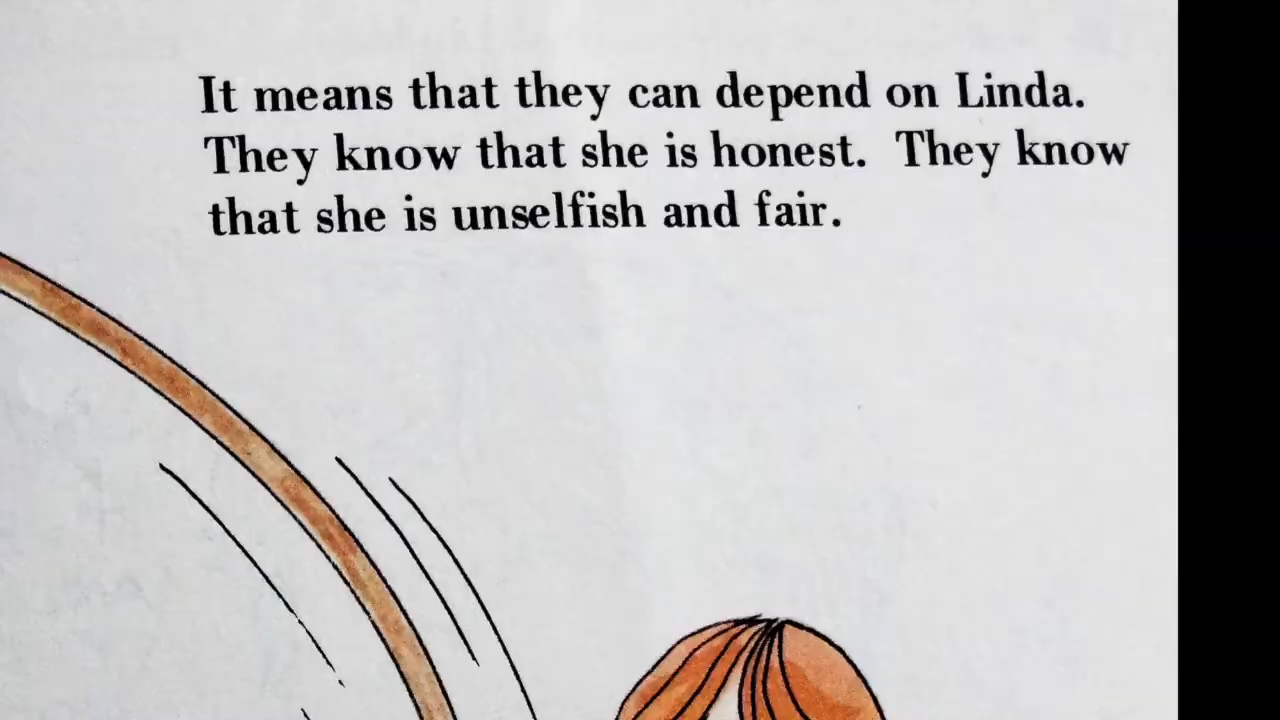 It means that they can depend on Linda.
They know that she is honest. They know
that she is unselfish and fair.